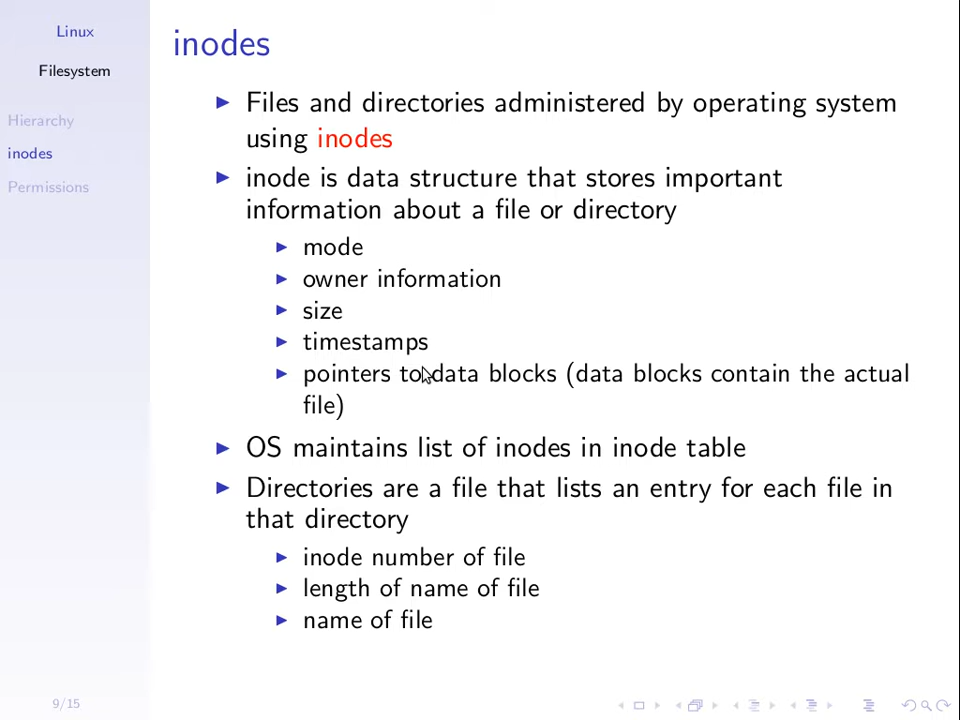 Linux
Filesystem
Hierarchy
inodes
Permissions
inodes
Files and directories administered by operating system
using inodes
inode is data structure that stores important
information about a file or directory
mode
owner information
size
timestamps
pointers to data blocks (data blocks contain the actual
file)
OS maintains list of inodes in inode table
Directories are a file that lists an entry for each file in
that directory
inode number of file
length of name of file
name of file
9/15